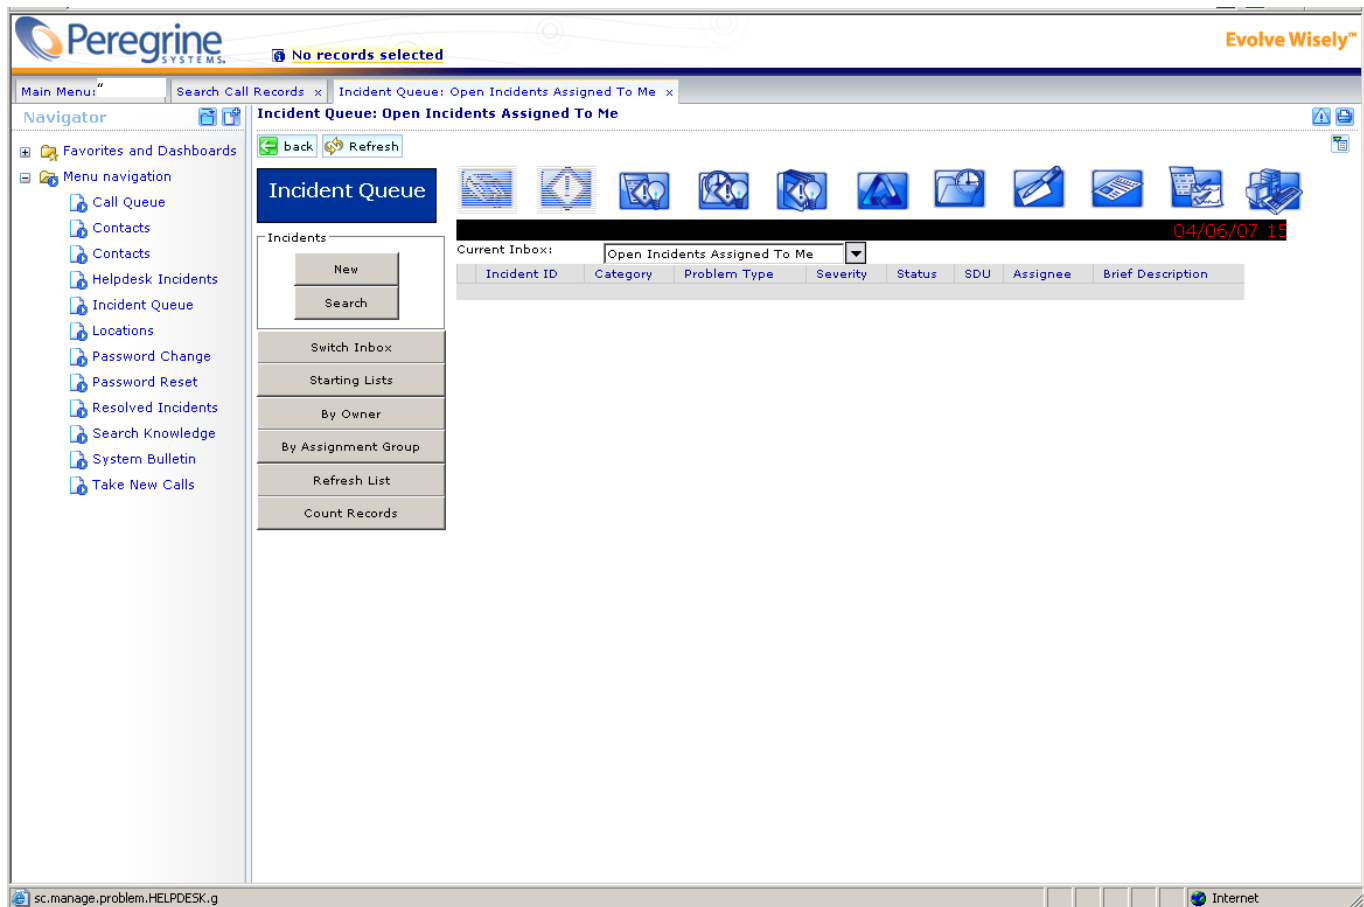 Peregrine
SYSTEMS.
No records selected
Evolve Wisely™
Main Menu:“
Search Call Records x
Incident Queue: Open Incidents Assigned To Me x
Navigator
Incident Queue: Open Incidents Assigned To Me
back
Refresh
Favorites and Dashboards
Menu navigation
Call Queue
Contacts
Contacts
Helpdesk Incidents
Incident Queue
Locations
Password Change
Password Reset
Resolved Incidents
Search Knowledge
System Bulletin
Take New Calls
Incident Queue
Incidents
New
Search
Switch Inbox
Starting Lists
By Owner
By Assignment Group
Refresh List
Count Records
04/06/07 15
Current Inbox:
Open Incidents Assigned To Me
Incident ID Category Problem Type Severity Status SDU Assignee Brief Description
sc.manage.problem.HELPDESK.g
Internet